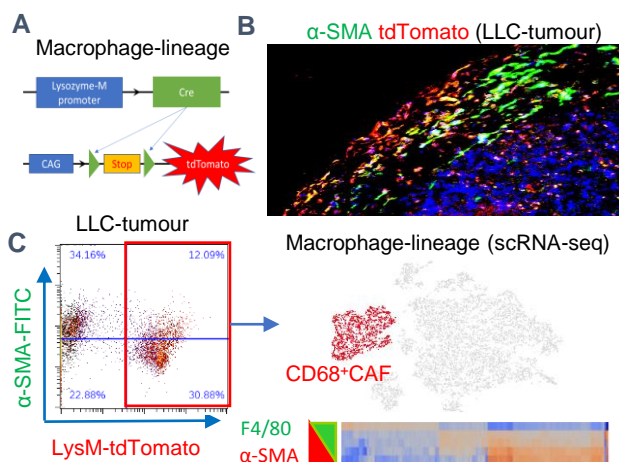 A
Macrophage-lineage
Lysozyme-M
promoter
Cre
CAG
Stop
tdTomato
B
α-SMA tdTomato (LLC-tumour)
C
LLC-tumour
34.16%
12.09%
22.88%
30.88%
α-SMA-FITC
LysM-tdTomato
Macrophage-lineage (scRNA-seq)
CD68⁺CAF
F4/80
α-SMA